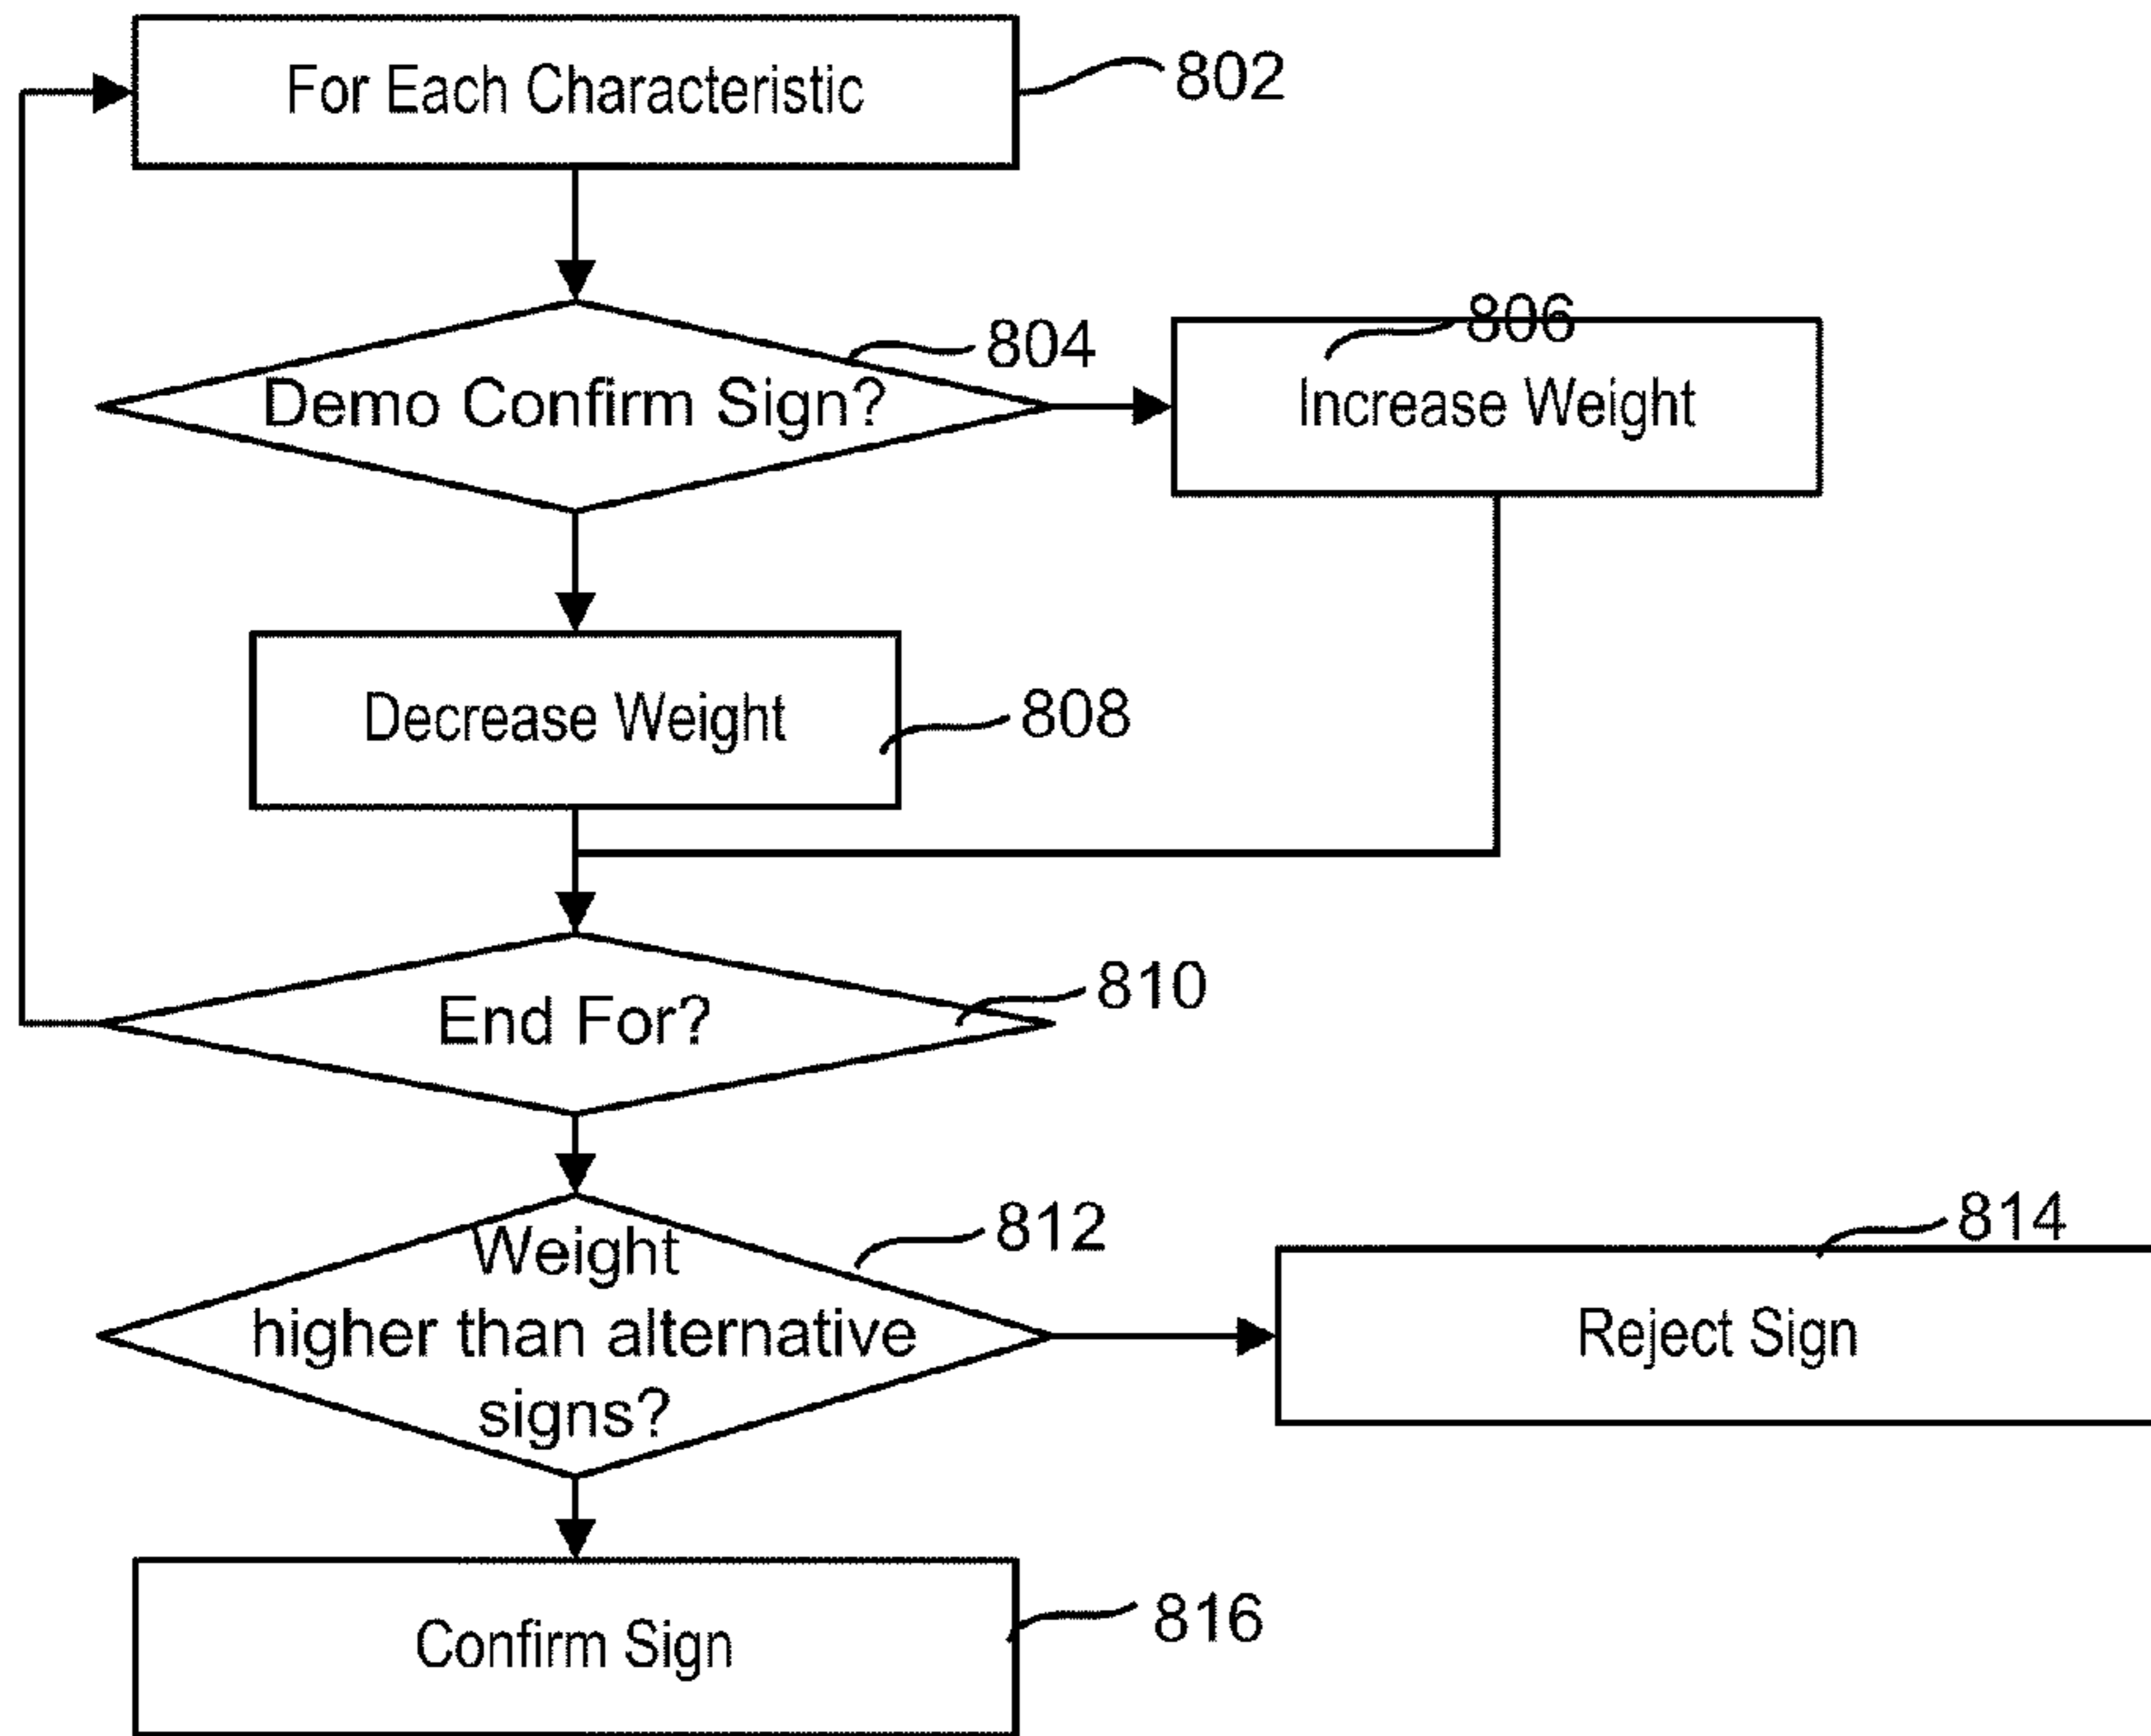 For Each Characteristic
802
804
806
Demo Confirm Sign?
Increase Weight
Decrease Weight
808
810
End For?
812
814
Weight
higher than alternative
signs?
Reject Sign
816
Confirm Sign